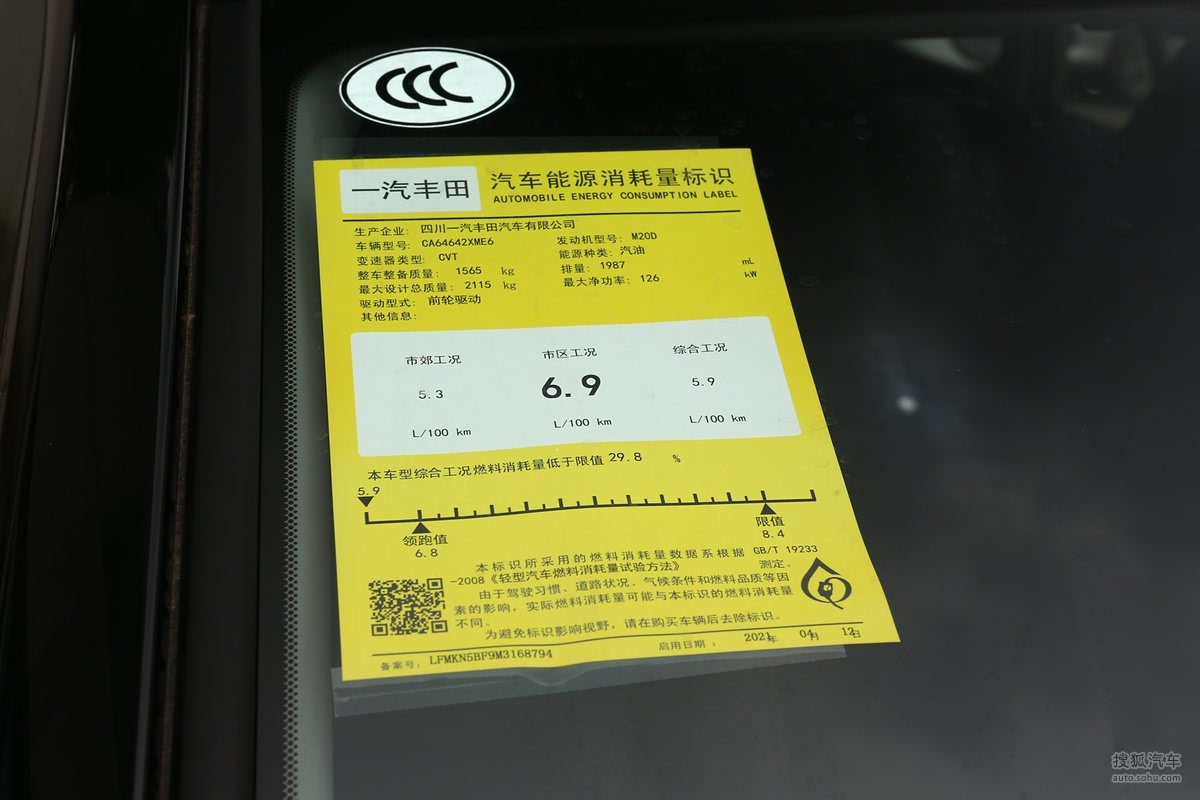 CCC
一汽丰田
汽车能源消耗量标识
AUTOMOBILE ENERGY CONSUMPTION LABEL
生产企业: 四川一汽丰田汽车有限公司
车辆型号: CA64642XME6 发动机型号: M20D
变速器类型: CVT 能源种类: 汽油
整车整备质量: 1565 kg 排量: 1987 mL
最大设计总质量: 2115 kg 最大净功率: 126 kW
驱动型式: 前轮驱动
其他信息:
市郊工况 市区工况 综合工况
5.3 6.9 5.9
L/100 km L/100 km L/100 km
本车型综合工况燃料消耗量低于限值 29.8 %
5.9
领跑值 限值
6.8 8.4
本标识所采用的燃料消耗量数据系根据 GB/T 19233
-2008《轻型汽车燃料消耗量试验方法》 测定。
由于驾驶习惯、道路状况、气候条件和燃料品质等因
素的影响，实际燃料消耗量可能与本标识的燃料消耗量
不同。
为避免标识影响视野，请在购买车辆后去除标识。
备案号: LFMKN5BF9M3168794 启用日期: 2021年 04月 12日
搜狐汽车
auto.sohu.com